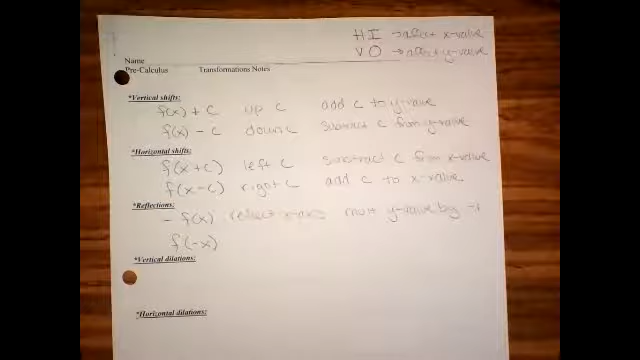 H I → affect x-value
V O → affect y-value
Name
Pre-Calculus Transformations Notes
*Vertical shifts:
f(x) + c up c add c to y-value
f(x) - c down c subtract c from y-value
*Horizontal shifts:
f(x+c) left c subtract c from x-value
f(x-c) right c add c to x-value
*Reflections:
- f(x) reflect x-axis mult y-value by -1
f(-x)
*Vertical dilations:
*Horizontal dilations: